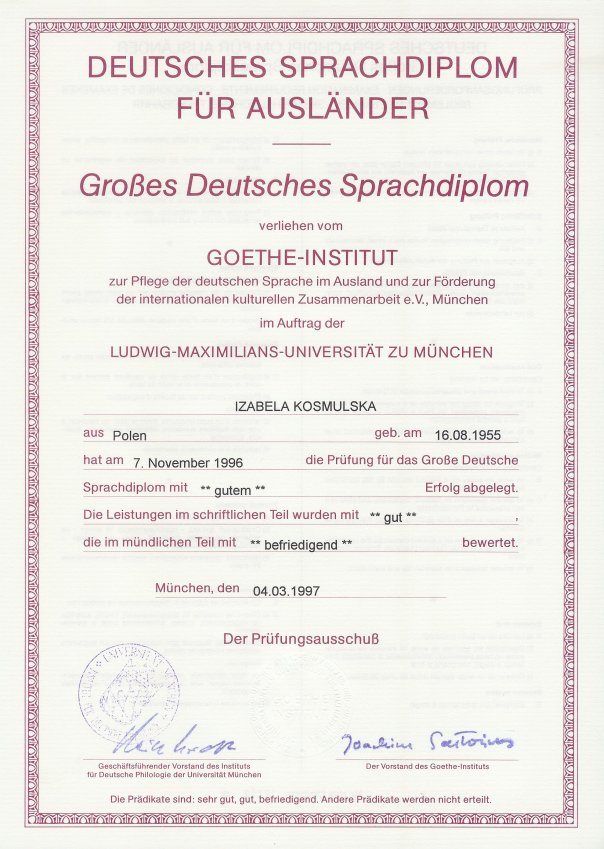 DEUTSCHES SPRACHDIPLOM
FÜR AUSLÄNDER
Großes Deutsches Sprachdiplom
verliehen vom
GOETHE-INSTITUT
zur Pflege der deutschen Sprache im Ausland und zur Förderung
der internationalen kulturellen Zusammenarbeit e.V., München
im Auftrag der
LUDWIG-MAXIMILIANS-UNIVERSITÄT ZU MÜNCHEN
IZABELA KOSMULSKA
aus Polen geb. am 16.08.1955
hat am 7. November 1996 die Prüfung für das Große Deutsche
Sprachdiplom mit ** gutem ** Erfolg abgelegt.
Die Leistungen im schriftlichen Teil wurden mit ** gut ** ,
die im mündlichen Teil mit ** befriedigend ** bewertet.
München, den 04.03.1997
Der Prüfungsausschuß
Joachim Sartorius
Geschäftsführender Vorstand des Instituts
für Deutsche Philologie der Universität München
Der Vorstand des Goethe-Instituts
Die Prädikate sind: sehr gut, gut, befriedigend. Andere Prädikate werden nicht erteilt.